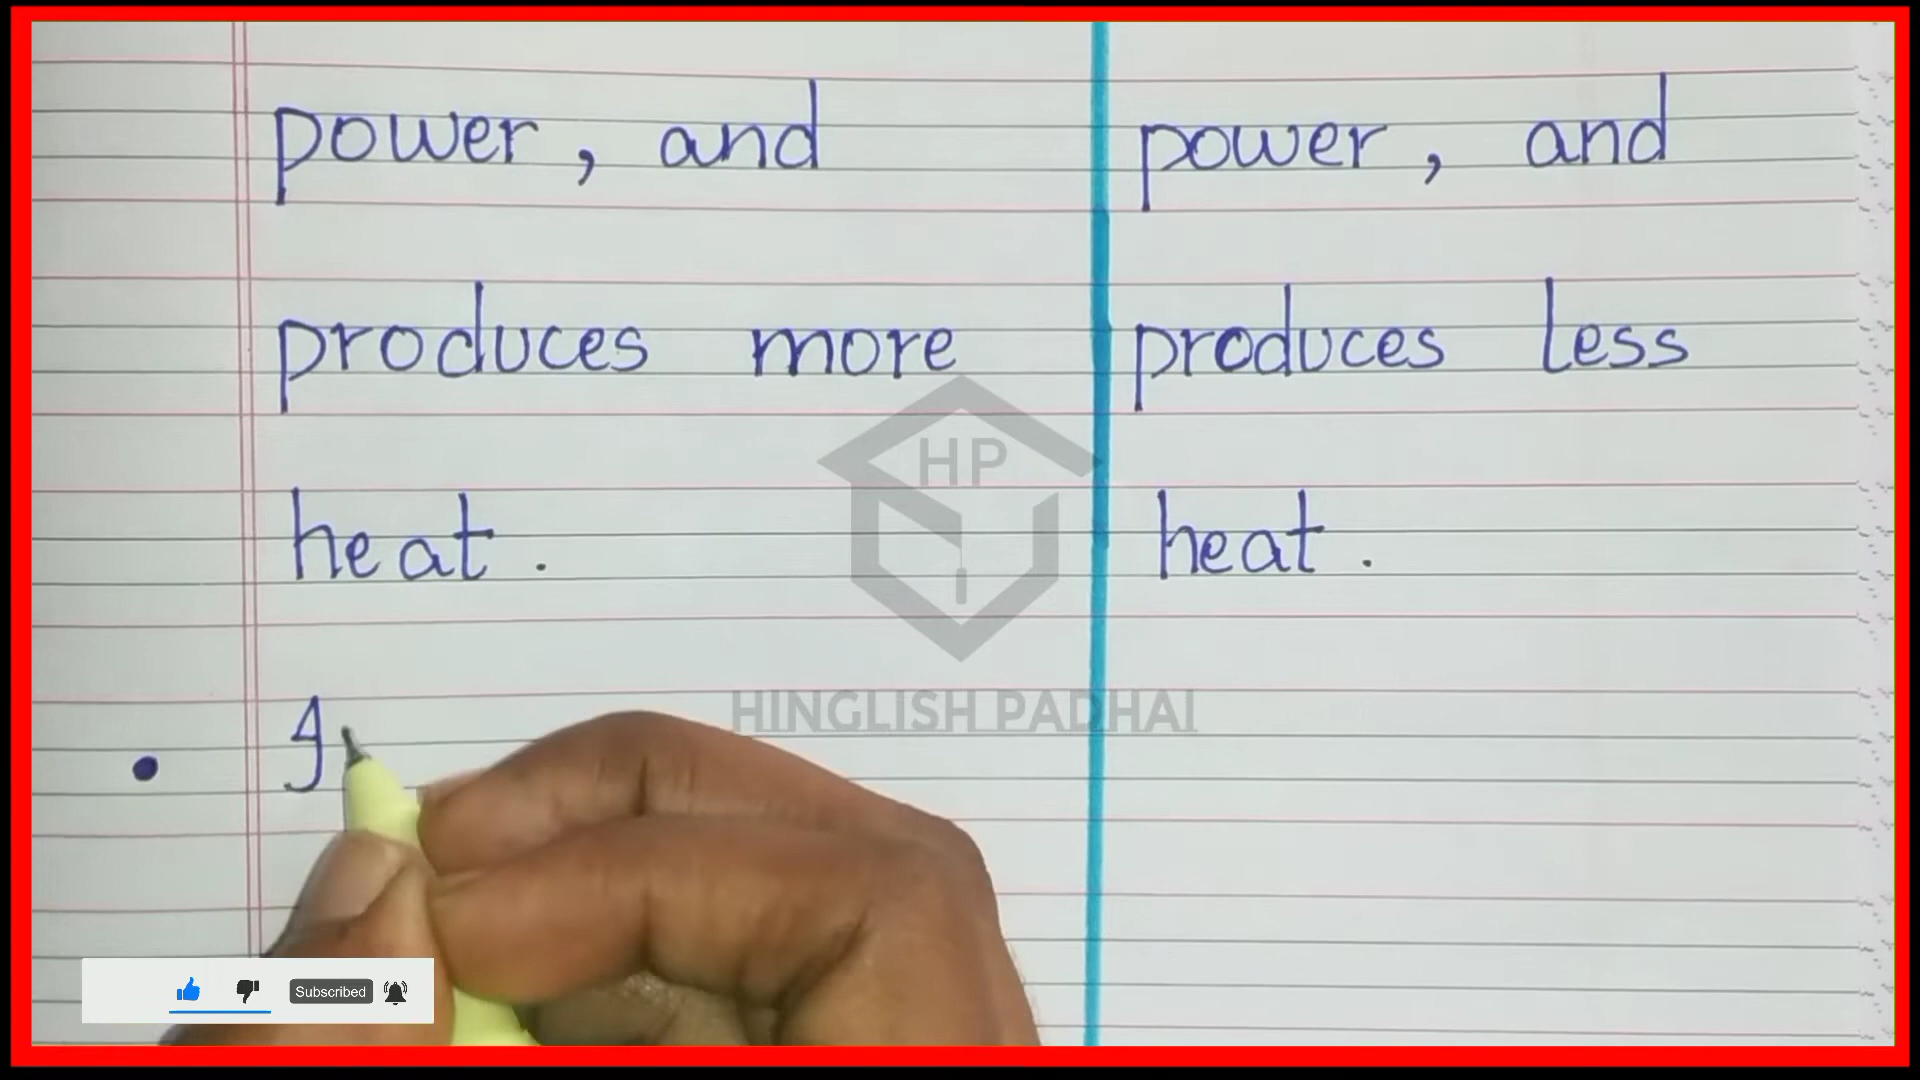 power, and power, and
produces more produces less
heat. heat.
HP
HINGLISH PADHAI
Subscribed